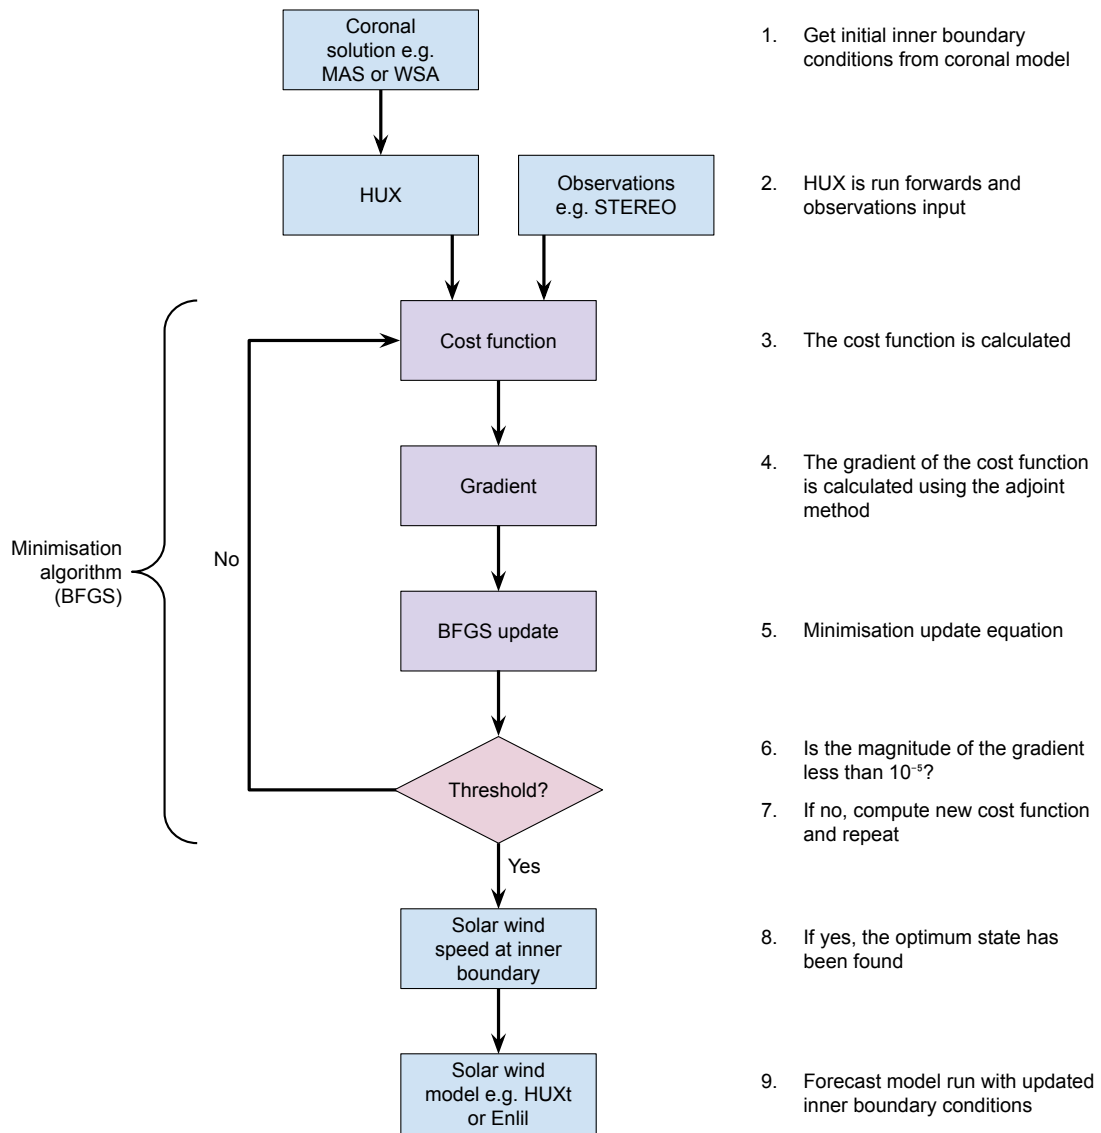 Coronal
solution e.g.
MAS or WSA
1. Get initial inner boundary
conditions from coronal model
HUX
Observations
e.g. STEREO
2. HUX is run forwards and
observations input
Cost function
3. The cost function is calculated
Gradient
4. The gradient of the cost function
is calculated using the adjoint
method
Minimisation
algorithm
(BFGS)
No
BFGS update
5. Minimisation update equation
Threshold?
6. Is the magnitude of the gradient
less than 10⁻⁵?
7. If no, compute new cost function
and repeat
Yes
Solar wind
speed at inner
boundary
8. If yes, the optimum state has
been found
Solar wind
model e.g. HUXt
or Enlil
9. Forecast model run with updated
inner boundary conditions